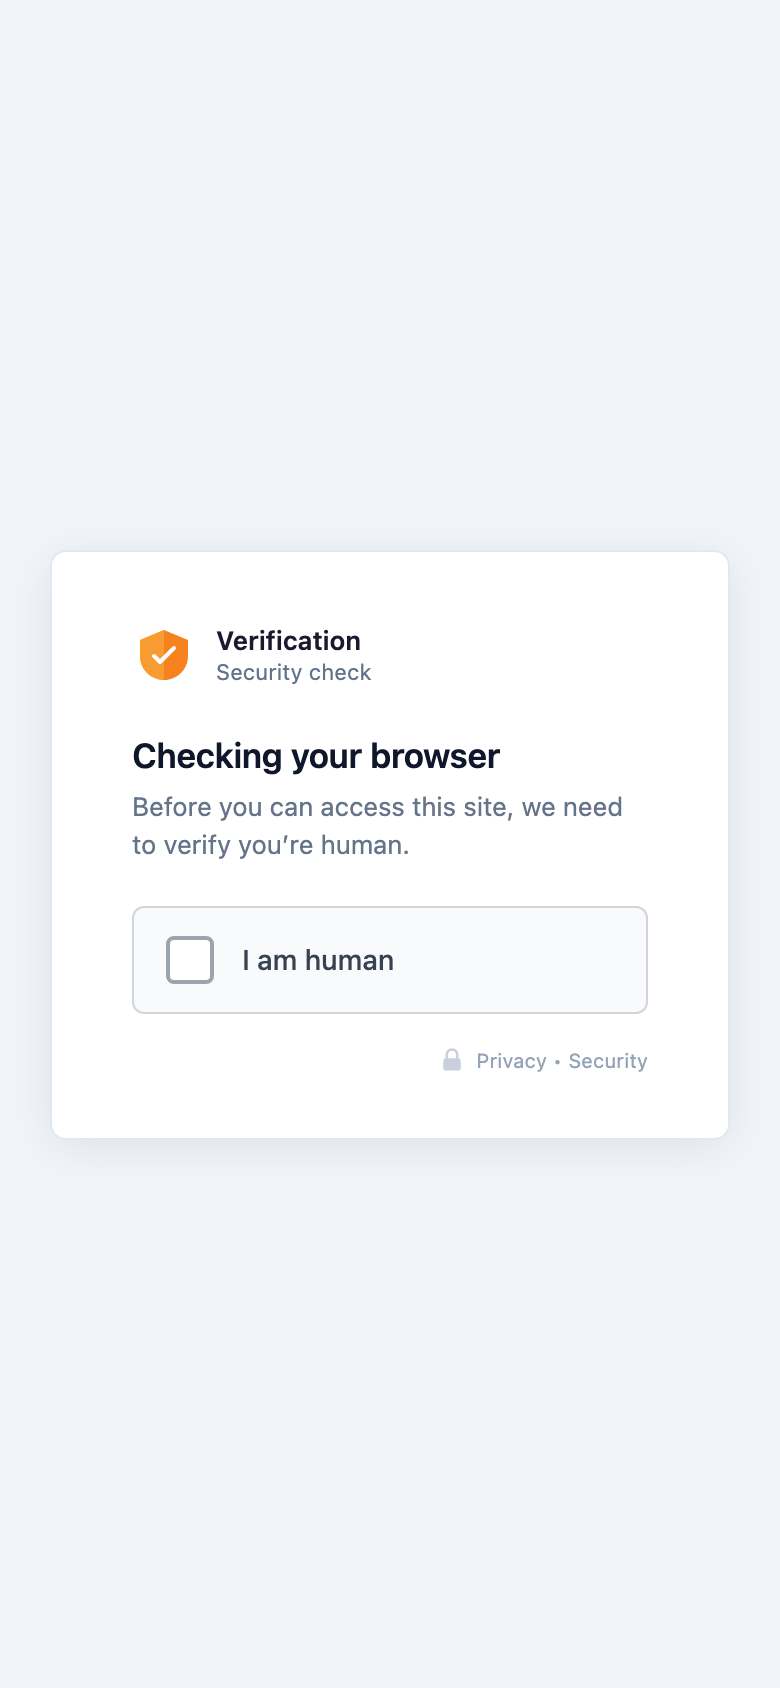 Verification
Security check
Checking your browser
Before you can access this site, we need
to verify you’re human.
I am human
Privacy • Security